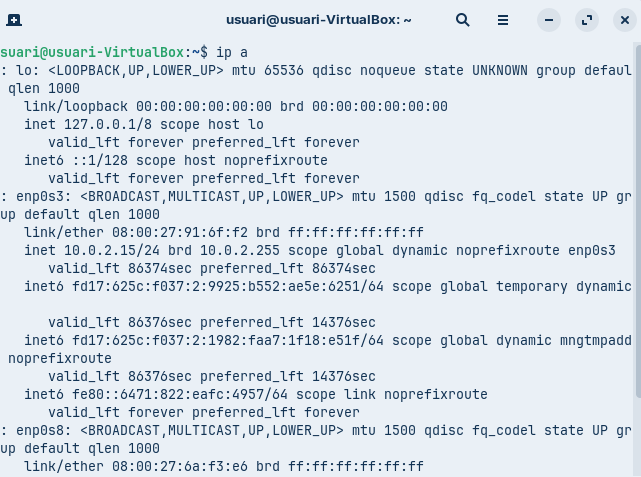 usuari@usuari-VirtualBox: ~
suari@usuari-VirtualBox:~$ ip a
: lo: <LOOPBACK,UP,LOWER_UP> mtu 65536 qdisc noqueue state UNKNOWN group defaul
 qlen 1000
   link/loopback 00:00:00:00:00:00 brd 00:00:00:00:00:00
   inet 127.0.0.1/8 scope host lo
      valid_lft forever preferred_lft forever
   inet6 ::1/128 scope host noprefixroute
      valid_lft forever preferred_lft forever
: enp0s3: <BROADCAST,MULTICAST,UP,LOWER_UP> mtu 1500 qdisc fq_codel state UP gr
up default qlen 1000
   link/ether 08:00:27:91:6f:f2 brd ff:ff:ff:ff:ff:ff
   inet 10.0.2.15/24 brd 10.0.2.255 scope global dynamic noprefixroute enp0s3
      valid_lft 86374sec preferred_lft 86374sec
   inet6 fd17:625c:f037:2:9925:b552:ae5e:6251/64 scope global temporary dynamic
      valid_lft 86376sec preferred_lft 14376sec
   inet6 fd17:625c:f037:2:1982:faa7:1f18:e51f/64 scope global dynamic mngtmpadd
 noprefixroute
      valid_lft 86376sec preferred_lft 14376sec
   inet6 fe80::6471:822:eafc:4957/64 scope link noprefixroute
      valid_lft forever preferred_lft forever
: enp0s8: <BROADCAST,MULTICAST,UP,LOWER_UP> mtu 1500 qdisc fq_codel state UP gr
up default qlen 1000
   link/ether 08:00:27:6a:f3:e6 brd ff:ff:ff:ff:ff:ff